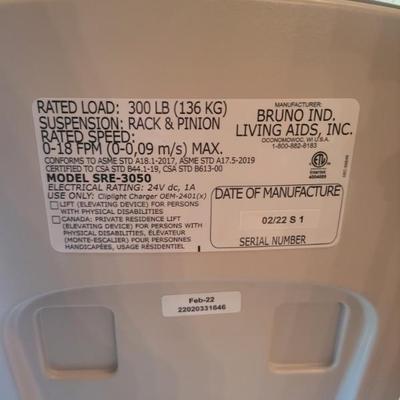 RATED LOAD: 300 LB (136 KG)
SUSPENSION: RACK & PINION
RATED SPEED:
0-18 FPM (0-0,09 m/s) MAX.
CONFORMS TO ASME STD A18.1-2017, ASME STD A17.5-2019
CERTIFIED TO CSA STD B44.1-19, CSA STD B613-00
MODEL SRE-3050
ELECTRICAL RATING: 24V dc, 1A
USE ONLY: Cliplight Charger OEM-2401(x)
LIFT (ELEVATING DEVICE) FOR PERSONS
WITH PHYSICAL DISABILITIES
CANADA: PRIVATE RESIDENCE LIFT
(ELEVATING DEVICE) FOR PERSONS
WITH PHYSICAL DISABILITIES, ÉLÉVATEUR
(MONTE-ESCALIER) POUR PERSONNES
HANDICAPÉES, USAGE RÉSIDENTIEL
MANUFACTURER:
BRUNO IND.
LIVING AIDS, INC.
OCONOMOWOC, WI U.S.A.
1-800-882-8183
Intertek
DATE OF MANUFACTURE
02/22 S 1
SERIAL NUMBER
Feb-22
22020331646